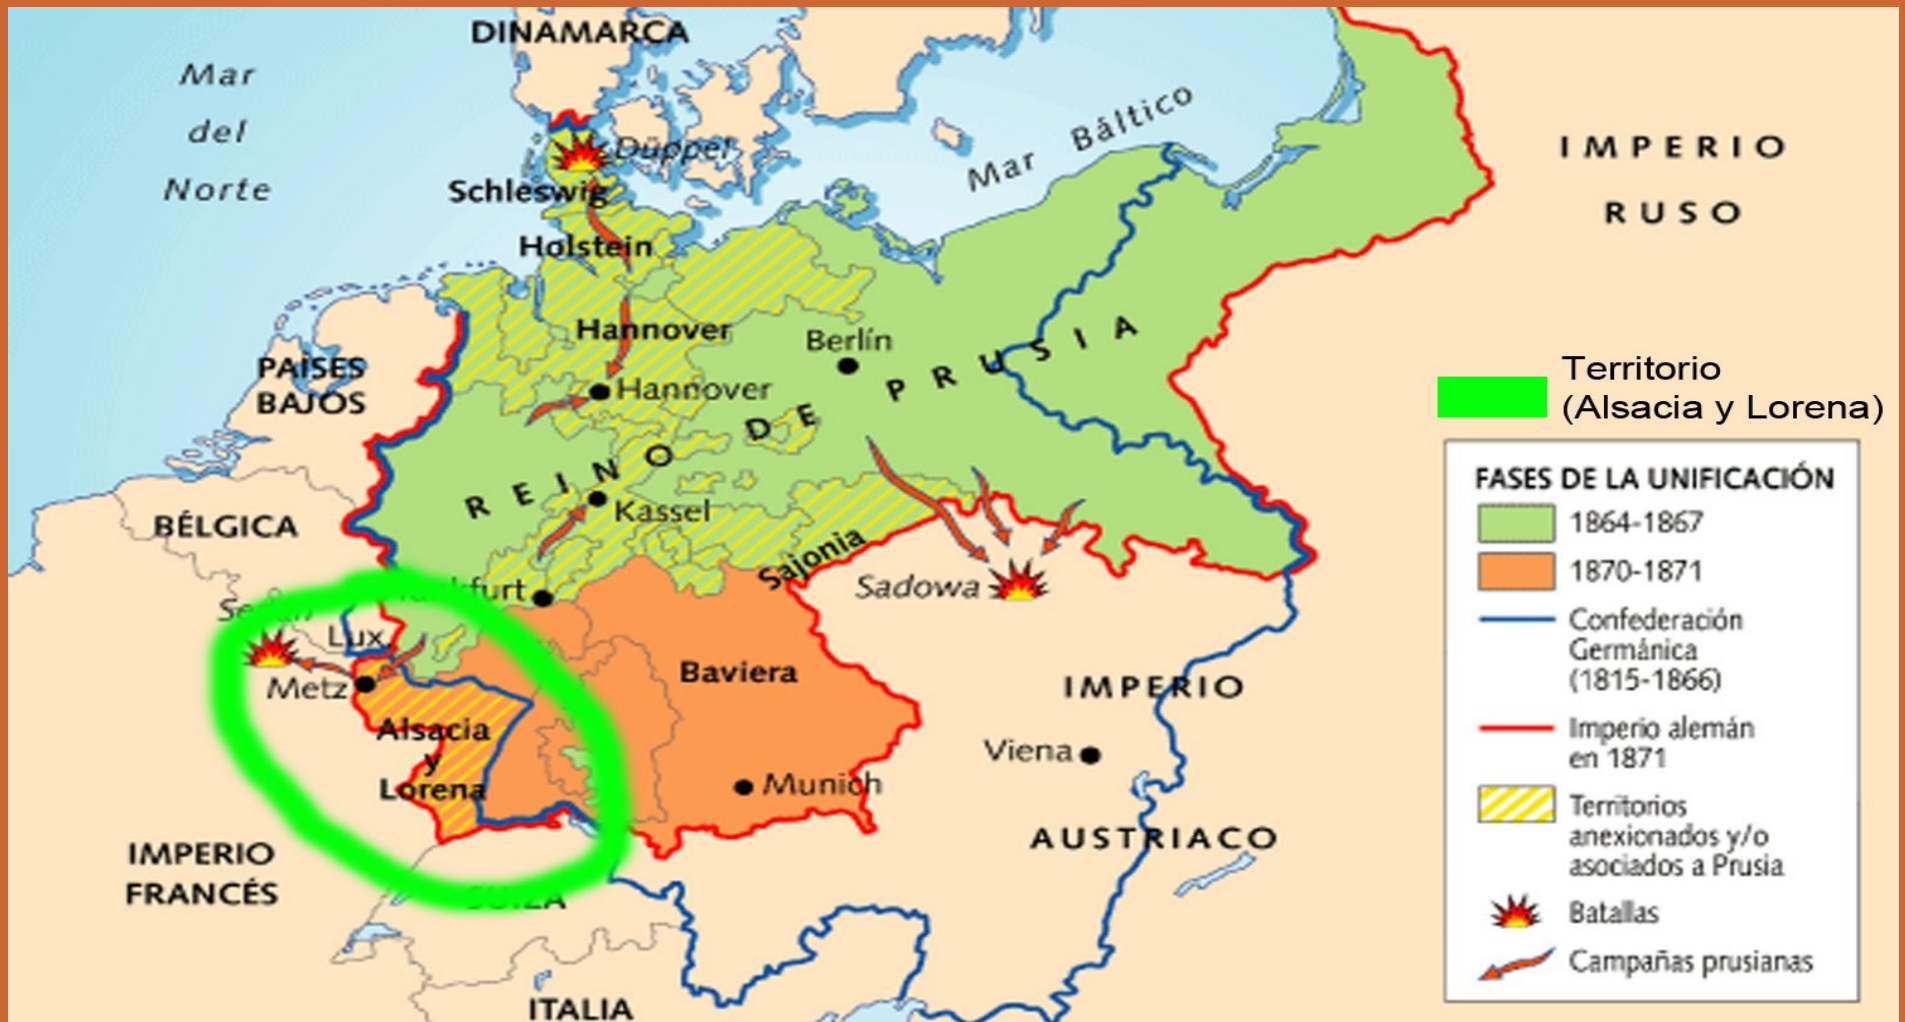 DINAMARCA
Mar
del
Norte
Mar Báltico
IMPERIO
RUSO
Düppel
Schleswig
Holstein
Hannover
Berlín
Hannover
PAÍSES
BAJOS
REINO DE PRUSIA
Kassel
BÉLGICA
Sajonia
Sadowa
Lux.
Metz
Baviera
IMPERIO
Alsacia
y
Lorena
Viena
Munich
AUSTRIACO
IMPERIO
FRANCÉS
SUIZA
ITALIA
Territorio
(Alsacia y Lorena)
FASES DE LA UNIFICACIÓN
1864-1867
1870-1871
Confederación
Germánica
(1815-1866)
Imperio alemán
en 1871
Territorios
anexionados y/o
asociados a Prusia
Batallas
Campañas prusianas